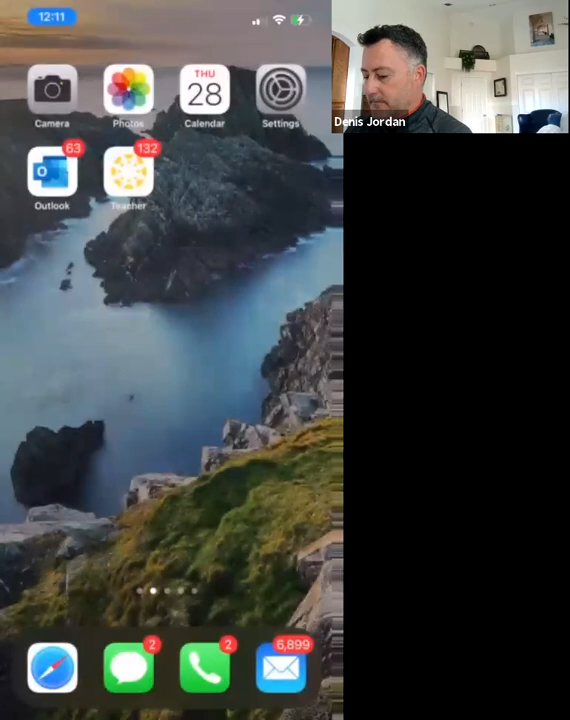 12:11
Camera
Photos
THU
28
Calendar
Settings
63
Outlook
132
Teacher
2
2
6,899
Denis Jordan